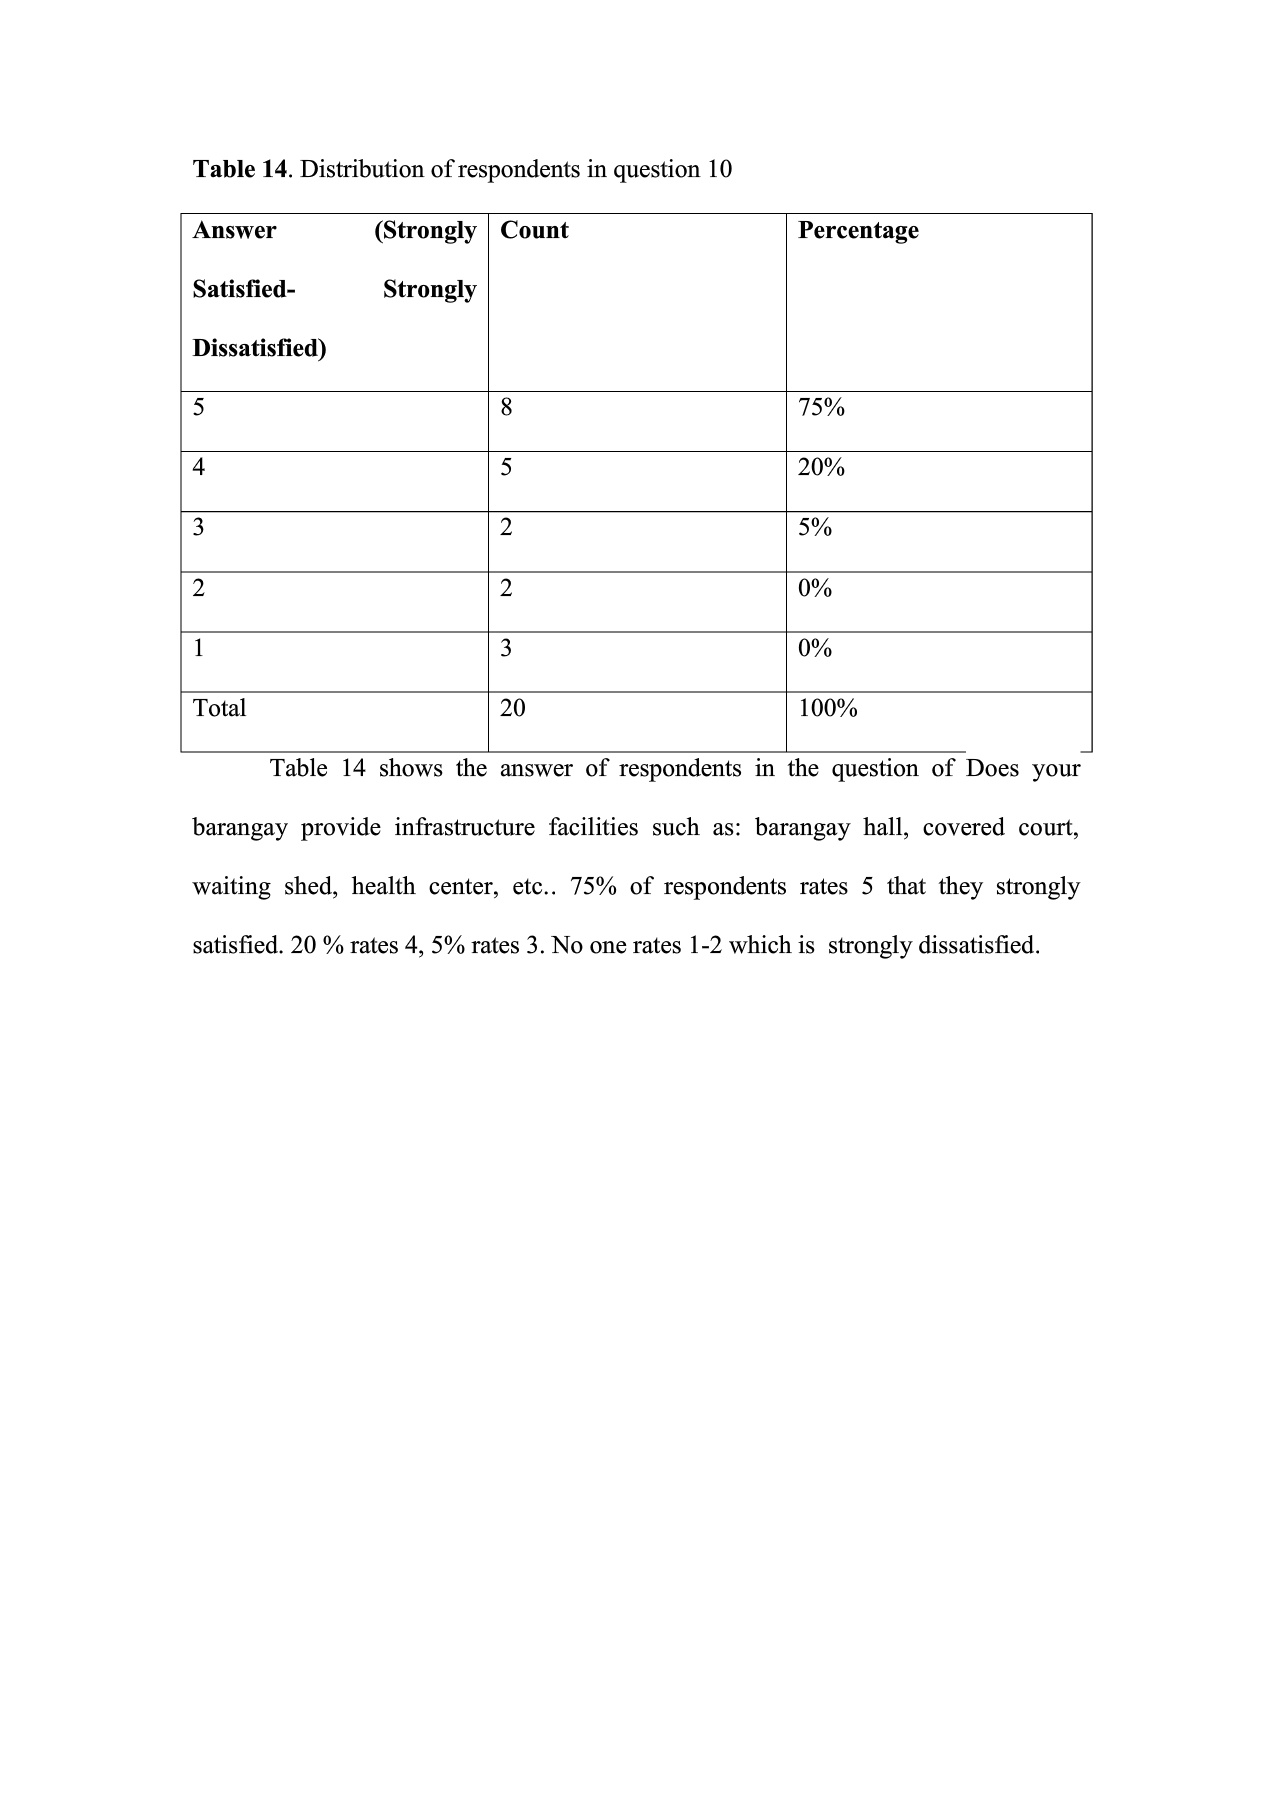 Table 14. Distribution of respondents in question 10
Answer (Strongly Satisfied- Strongly Dissatisfied) Count Percentage
5 8 75%
4 5 20%
3 2 5%
2 2 0%
1 3 0%
Total 20 100%
Table 14 shows the answer of respondents in the question of Does your
barangay provide infrastructure facilities such as: barangay hall, covered court,
waiting shed, health center, etc.. 75% of respondents rates 5 that they strongly
satisfied. 20 % rates 4, 5% rates 3. No one rates 1-2 which is  strongly dissatisfied.